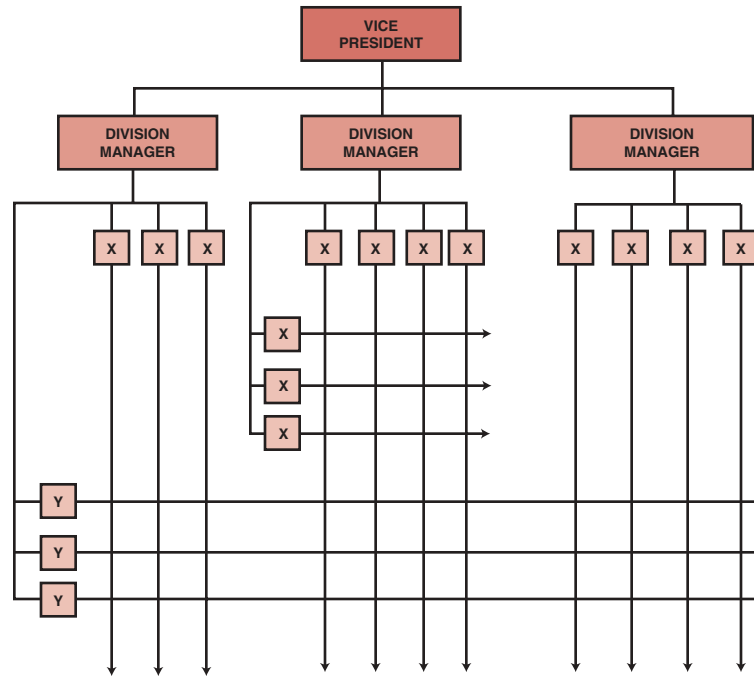 VICE
PRESIDENT
DIVISION
MANAGER
DIVISION
MANAGER
DIVISION
MANAGER
X X X X X X X X X X X
X
X
X
Y
Y
Y